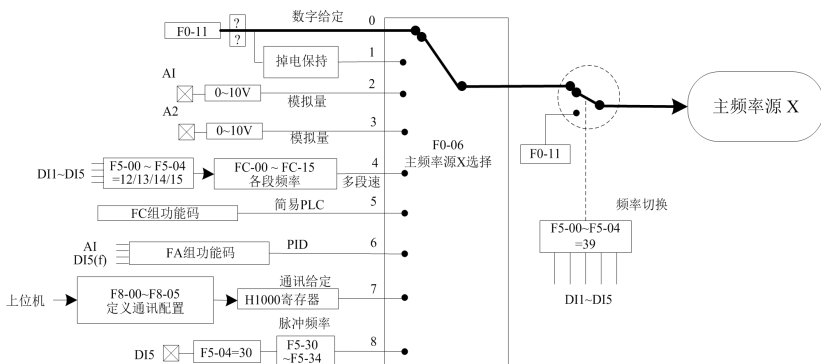 数字给定 0
F0-11
?
?
掉电保持 1
AI
0~10V
模拟量 2
A2
0~10V
模拟量 3
DI1~DI5
F5-00 ~ F5-04
=12/13/14/15
FC-00 ~ FC-15
各段频率
多段速 4
FC组功能码
简易PLC 5
AI
DI5(f)
FA组功能码
PID 6
上位机
F8-00~F8-05
定义通讯配置
通讯给定
H1000寄存器
7
脉冲频率
DI5
F5-04=30
F5-30
~F5-34
8
F0-06
主频率源X选择
F0-11
主频率源 X
频率切换
F5-00~F5-04
=39
DI1~DI5